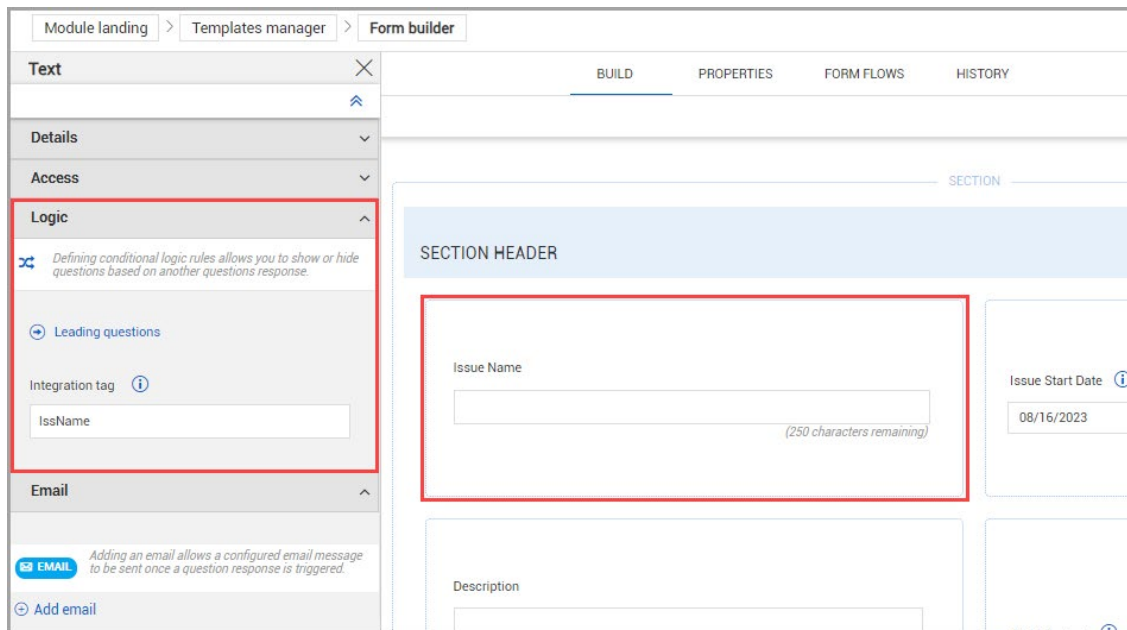 Module landing > Templates manager > Form builder
Text
BUILD PROPERTIES FORM FLOWS HISTORY
Details
Access
Logic
Defining conditional logic rules allows you to show or hide
questions based on another questions response.
Leading questions
Integration tag
IssName
Email
EMAIL
Adding an email allows a configured email message
to be sent once a question response is triggered.
Add email
SECTION
SECTION HEADER
Issue Name
(250 characters remaining)
Issue Start Date
08/16/2023
Description